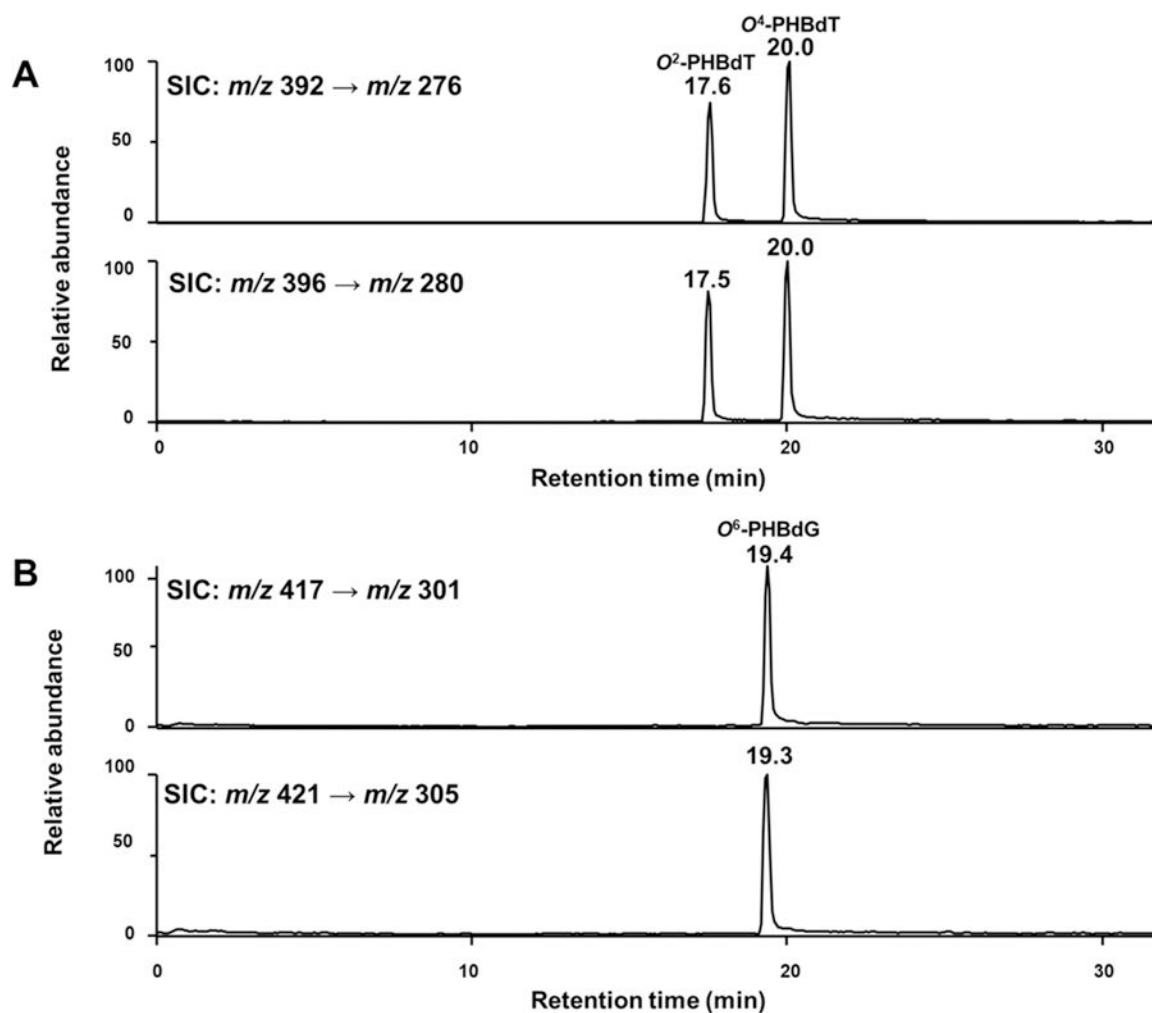 A
O⁴-PHBdT
O²-PHBdT
20.0
17.6
100
SIC: m/z 392 → m/z 276
50
0
Relative abundance
20.0
100
17.5
SIC: m/z 396 → m/z 280
50
0
0 10 20 30
Retention time (min)
B
O⁶-PHBdG
19.4
100
SIC: m/z 417 → m/z 301
50
0
Relative abundance
19.3
100
SIC: m/z 421 → m/z 305
50
0
0 10 20 30
Retention time (min)